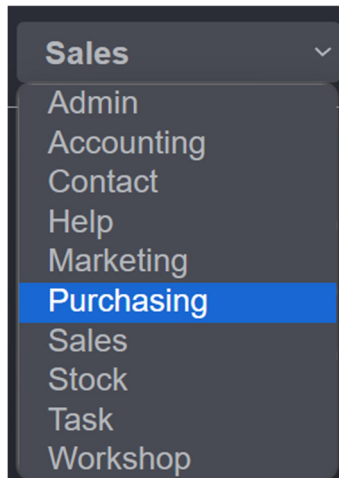 Sales
Admin
Accounting
Contact
Help
Marketing
Purchasing
Sales
Stock
Task
Workshop